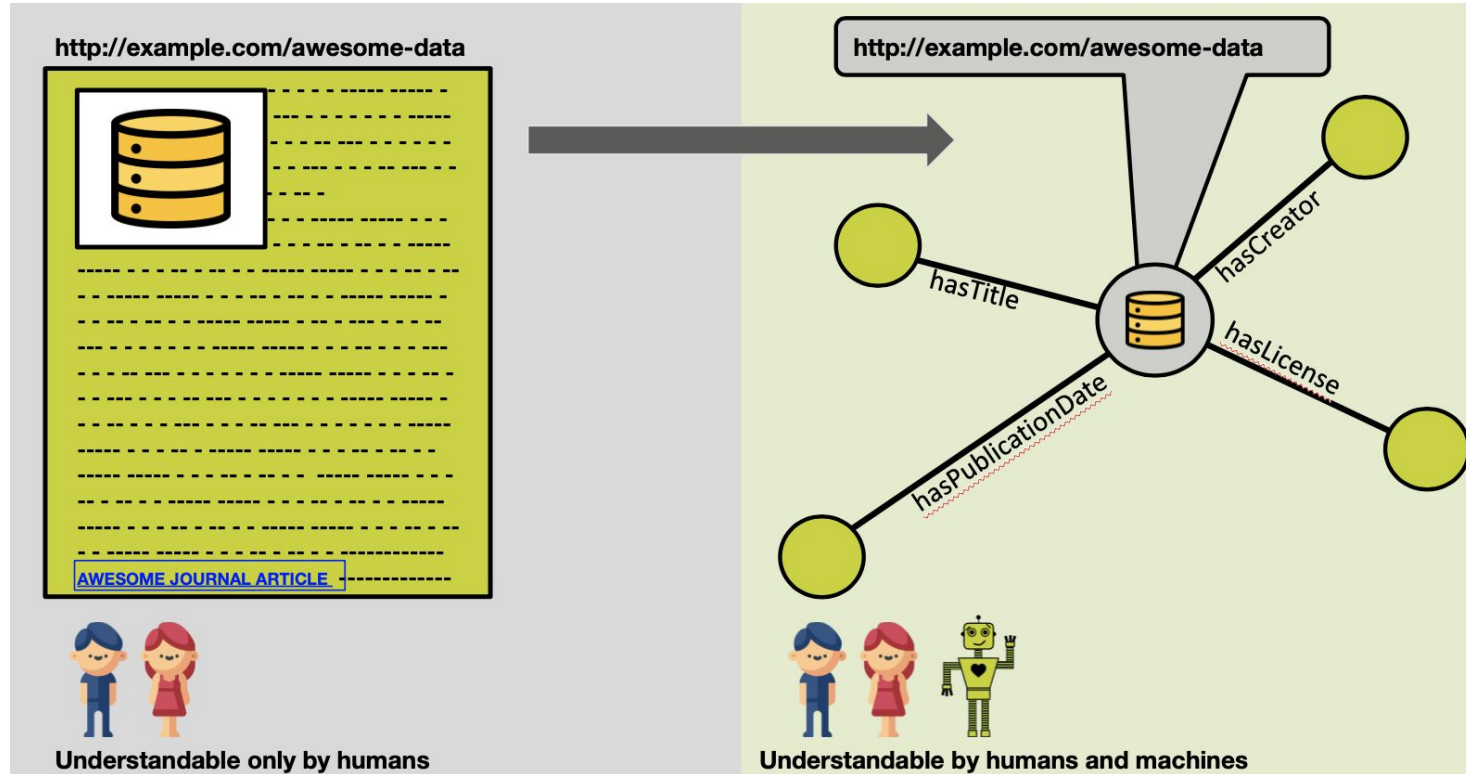 http://example.com/awesome-data
AWESOME JOURNAL ARTICLE
Understandable only by humans
http://example.com/awesome-data
hasCreator
hasTitle
hasLicense
hasPublicationDate
Understandable by humans and machines